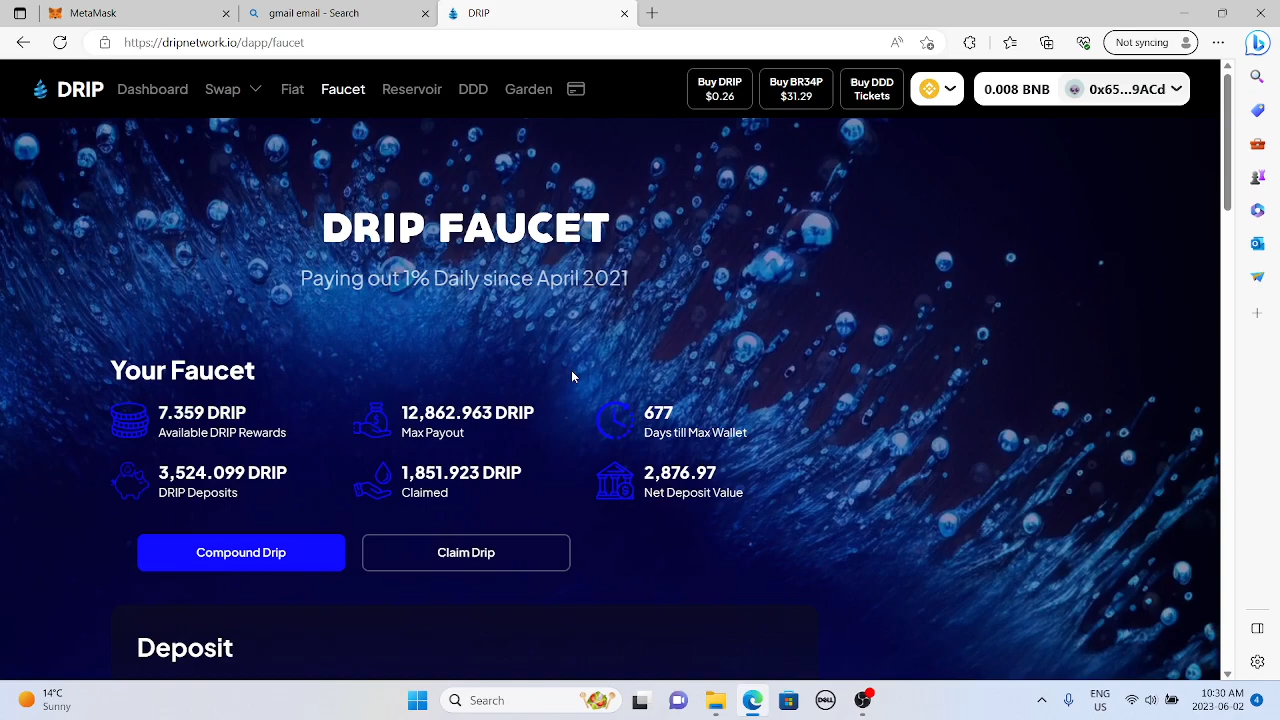 MetaMask
gmail email - Search
DRIP
https://dripnetwork.io/dapp/faucet
Not syncing
DRIP
Dashboard
Swap
Fiat
Faucet
Reservoir
DDD
Garden
Buy DRIP
$0.26
Buy BR34P
$31.29
Buy DDD
Tickets
0.008 BNB
0x65...9ACd
DRIP FAUCET
Paying out 1% Daily since April 2021
Your Faucet
7.359 DRIP
Available DRIP Rewards
12,862.963 DRIP
Max Payout
677
Days till Max Wallet
3,524.099 DRIP
DRIP Deposits
1,851.923 DRIP
Claimed
2,876.97
Net Deposit Value
Compound Drip
Claim Drip
Deposit
14°C
Sunny
Search
DELL
ENG
US
10:30 AM
2023-06-02
4